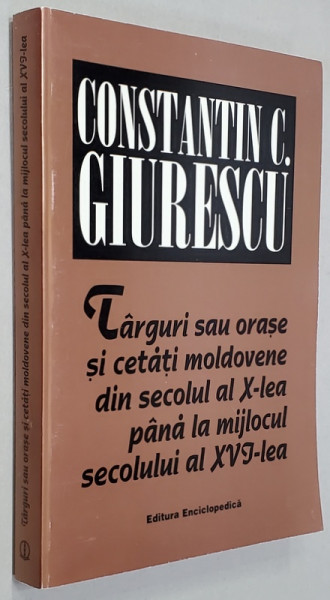 CONSTANTIN C.
GIURESCU
Târguri sau orașe
și cetăți moldovene
din secolul al X-lea
până la mijlocul
secolului al XVI-lea
Editura Enciclopedică
Târguri sau orașe și cetăți moldovene din secolul al X-lea până la mijlocul secolului al XVI-lea